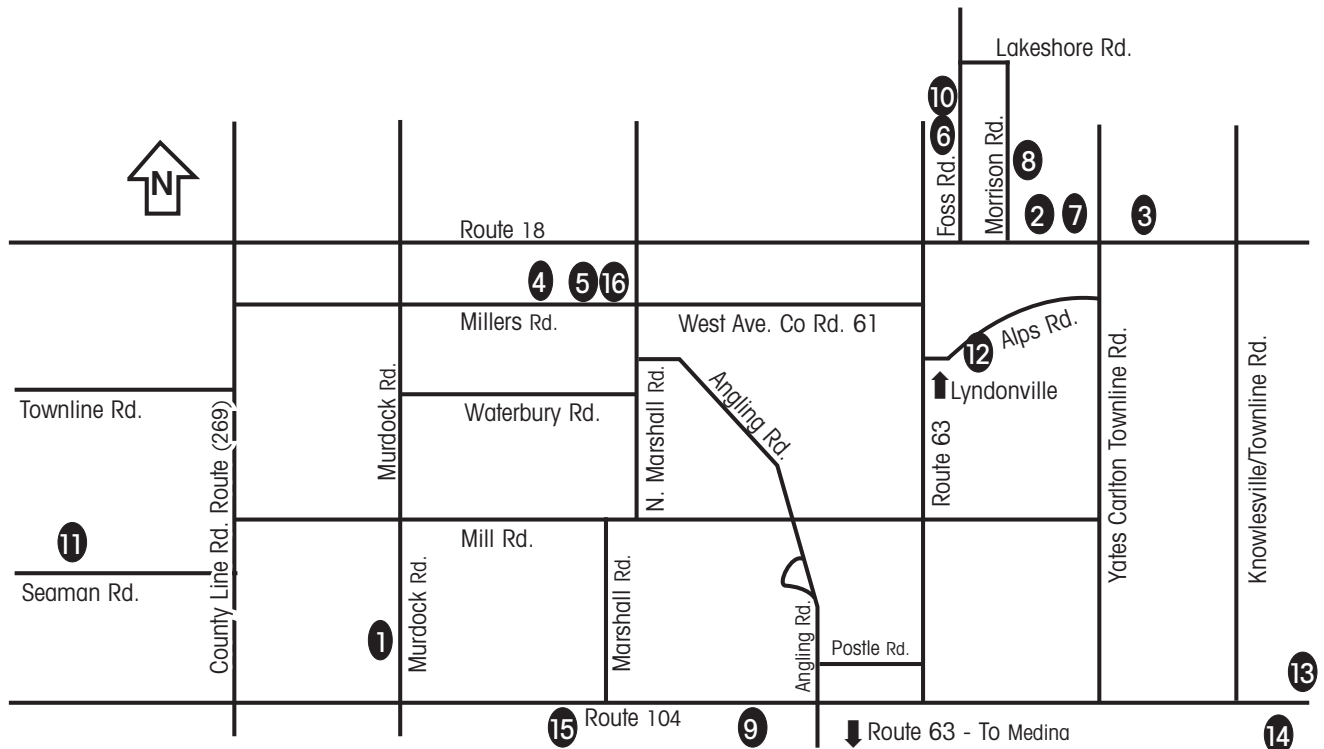 Lakeshore Rd.
10
6
Foss Rd.
Morrison Rd.
8
2
7
3
N
Route 18
4
5
16
Millers Rd.
West Ave. Co Rd. 61
12
Alps Rd.
Townline Rd.
Murdock Rd.
Waterbury Rd.
N. Marshall Rd.
Angling Rd.
Lyndonville
Route 63
Yates Carlton Townline Rd.
Knowlesville/Townline Rd.
County Line Rd. Route (269)
11
Mill Rd.
Seaman Rd.
1
Murdock Rd.
Marshall Rd.
Angling Rd.
Postle Rd.
13
15
Route 104
9
Route 63 - To Medina
14